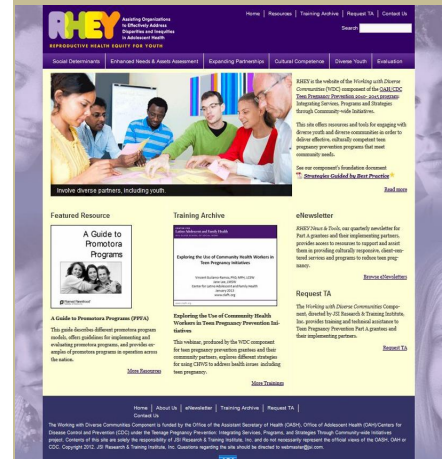 Home | Resources | Training Archive | Request TA | Contact Us
RHEY
Assisting Organizations
to Effectively Address
Disparities and Inequities
in Adolescent Health
Search
REPRODUCTIVE HEALTH EQUITY FOR YOUTH
Social Determinants | Enhanced Needs & Assets Assessment | Expanding Partnerships | Cultural Competence | Diverse Youth | Evaluation
RHEY is the website of the Working with Diverse
Communities (WDC) component of the OAH/CDC
Teen Pregnancy Prevention 2010-2015 program:
Integrating Services, Programs and Strategies
through Community-wide Initiatives.
This site offers resources and tools for engaging with
diverse youth and diverse communities in order to
deliver effective, culturally competent teen
pregnancy prevention programs that meet
community needs.
See our component's foundation document
Strategies Guided by Best Practice
Read more
Involve diverse partners, including youth.
Featured Resource
A Guide to
Promotora
Programs
A Guide to Promotora Programs (PPFA)
This guide describes different promotora program
models, offers guidelines for implementing and
evaluating promotora programs, and provides ex-
amples of promotora programs in operation across
the nation.
More Resources
Training Archive
Exploring the Use of Community Health Workers in
Teen Pregnancy Initiatives
Exploring the Use of Community Health
Workers in Teen Pregnancy Prevention Ini-
tiatives
This webinar, produced by the WDC component
for teen pregnancy prevention grantees and their
community partners, explores different strategies
for using CHWS to address health issues, including
teen pregnancy.
More Trainings
eNewsletter
RHEY News & Tools, our quarterly newsletter for
Part A grantees and their implementing partners,
provides access to resources to support and assist
them in providing culturally responsive, client-cen-
tered services and programs to reduce teen preg-
nancy.
Browse eNewsletters
Request TA
The Working with Diverse Communities Compo-
nent, directed by JSI Research & Training Institute,
Inc. provides training and technical assistance to
Teen Pregnancy Prevention Part A grantees and
their implementing partners.
Request TA
Home | About Us | eNewsletter | Training Archive | Request TA |
Contact Us
The Working with Diverse Communities Component is funded by the Office of the Assistant Secretary of Health (OASH), Office of Adolescent Health (OAH)/Centers for
Disease Control and Prevention (CDC) under the Teenage Pregnancy Prevention: Integrating Services, Programs, and Strategies Through Community-wide Initiatives
project. Contents of this site are solely the responsibility of JSI Research & Training Institute, Inc. and do not necessarily represent the official views of the OASH, OAH or
CDC. Copyright 2012. JSI Research & Training Institute, Inc. Questions regarding the site should be directed to webmaster@jsi.com.